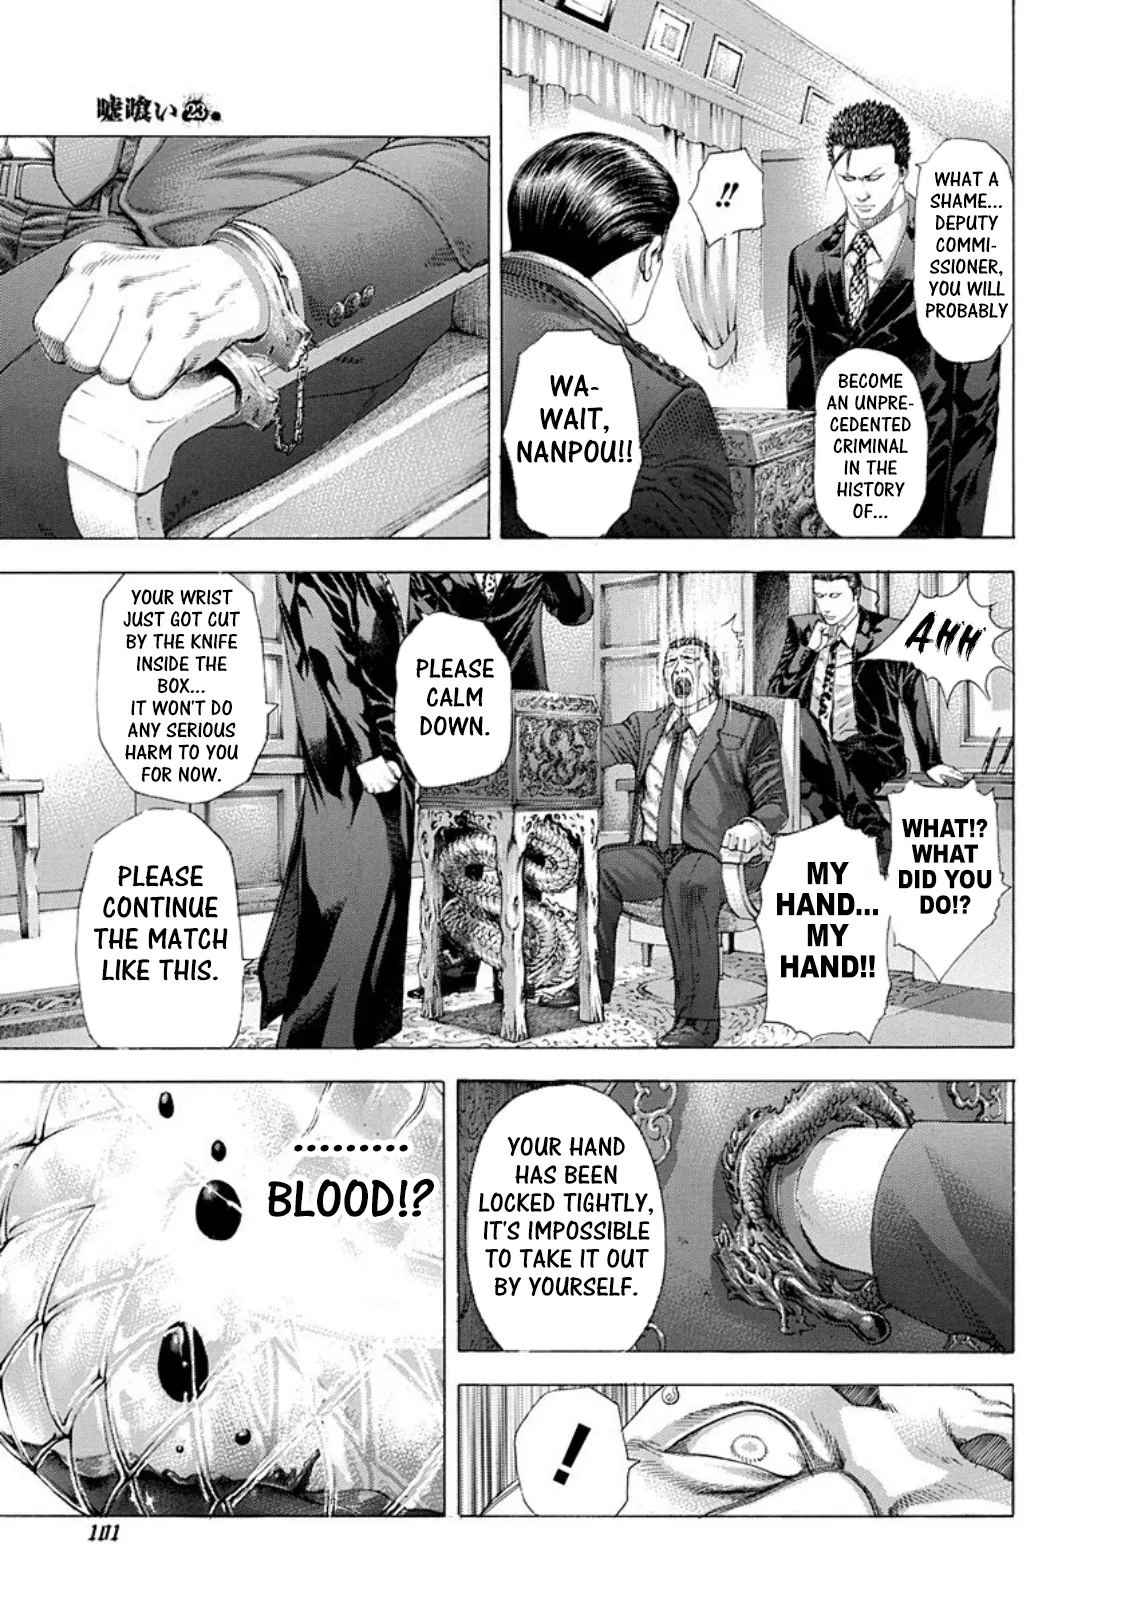 嘘喰い 23
WHAT A
SHAME...
DEPUTY
COMMI-
SSIONER,
YOU WILL
PROBABLY
BECOME
AN UNPRE-
CEDENTED
CRIMINAL
IN THE
HISTORY
OF...
!!
WA-
WAIT,
NANPOU!!
AHH
WHAT!?
WHAT
DID YOU
DO!?
MY
HAND...
MY
HAND!!
PLEASE
CALM
DOWN.
YOUR WRIST
JUST GOT CUT
BY THE KNIFE
INSIDE THE
BOX...
IT WON'T DO
ANY SERIOUS
HARM TO YOU
FOR NOW.
PLEASE
CONTINUE
THE MATCH
LIKE THIS.
YOUR HAND
HAS BEEN
LOCKED TIGHTLY,
IT'S IMPOSSIBLE
TO TAKE IT OUT
BY YOURSELF.
!
.........
BLOOD!?
101